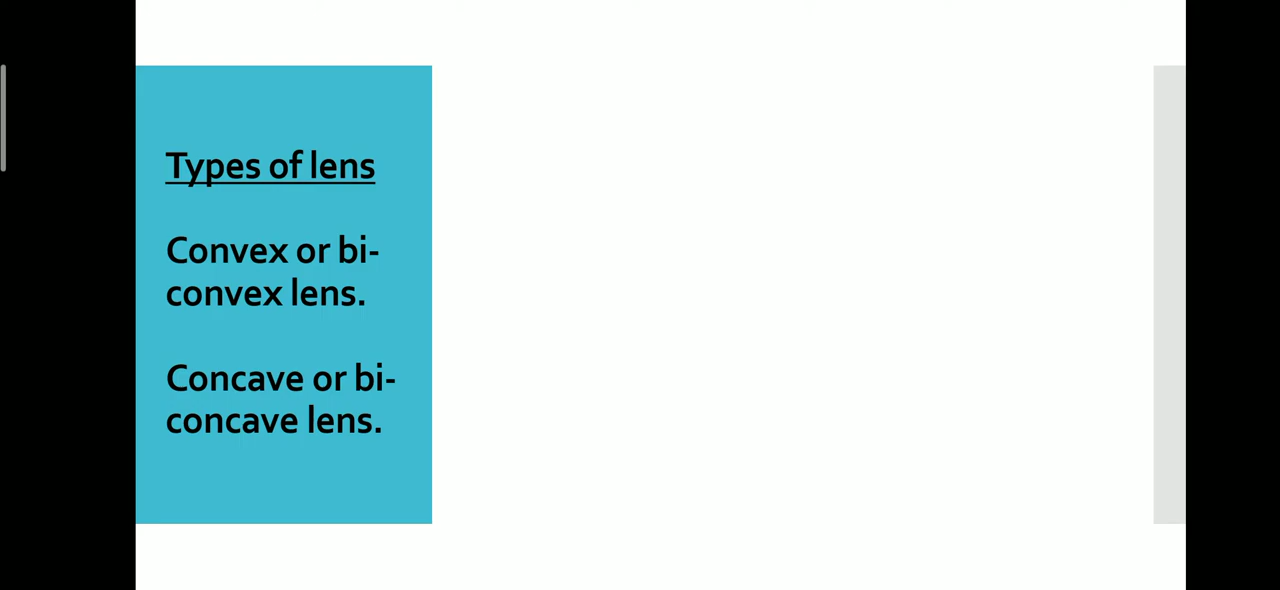 Types of lens
Convex or bi-
convex lens.
Concave or bi-
concave lens.